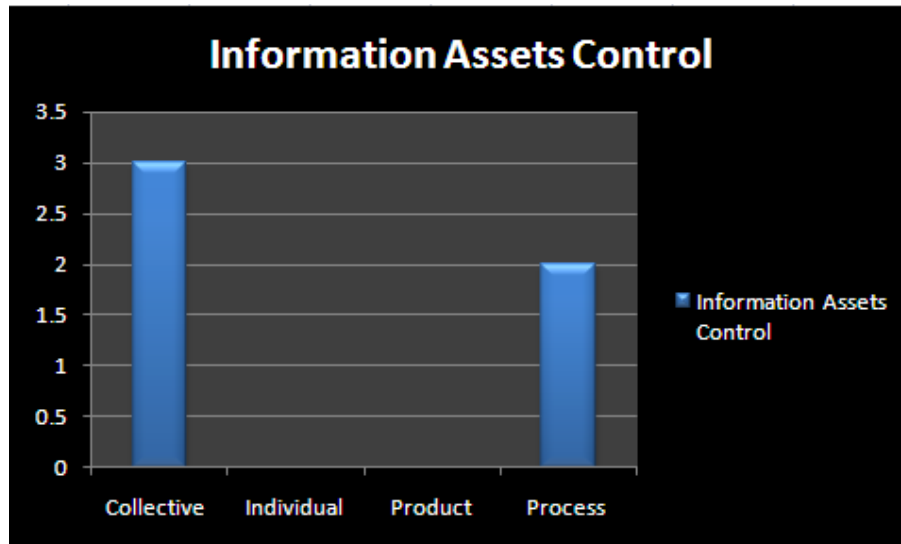 Information Assets Control
3.5
3
2.5
2
1.5
1
0.5
0
Collective Individual Product Process
Information Assets
Control